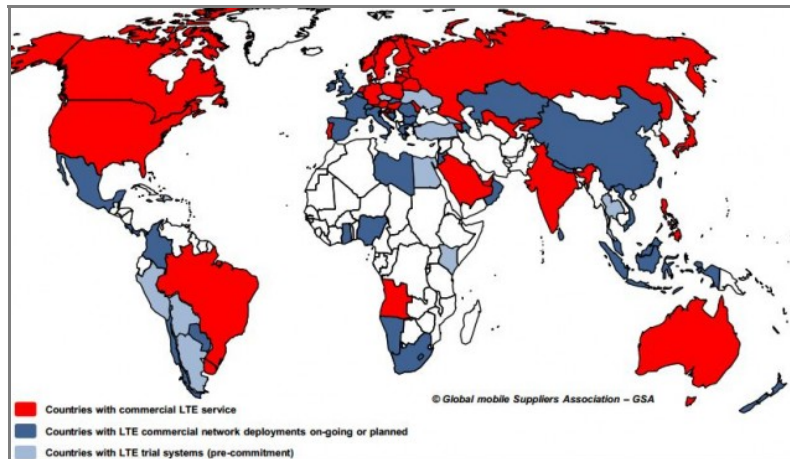 © Global mobile Suppliers Association – GSA
Countries with commercial LTE service
Countries with LTE commercial network deployments on-going or planned
Countries with LTE trial systems (pre-commitment)